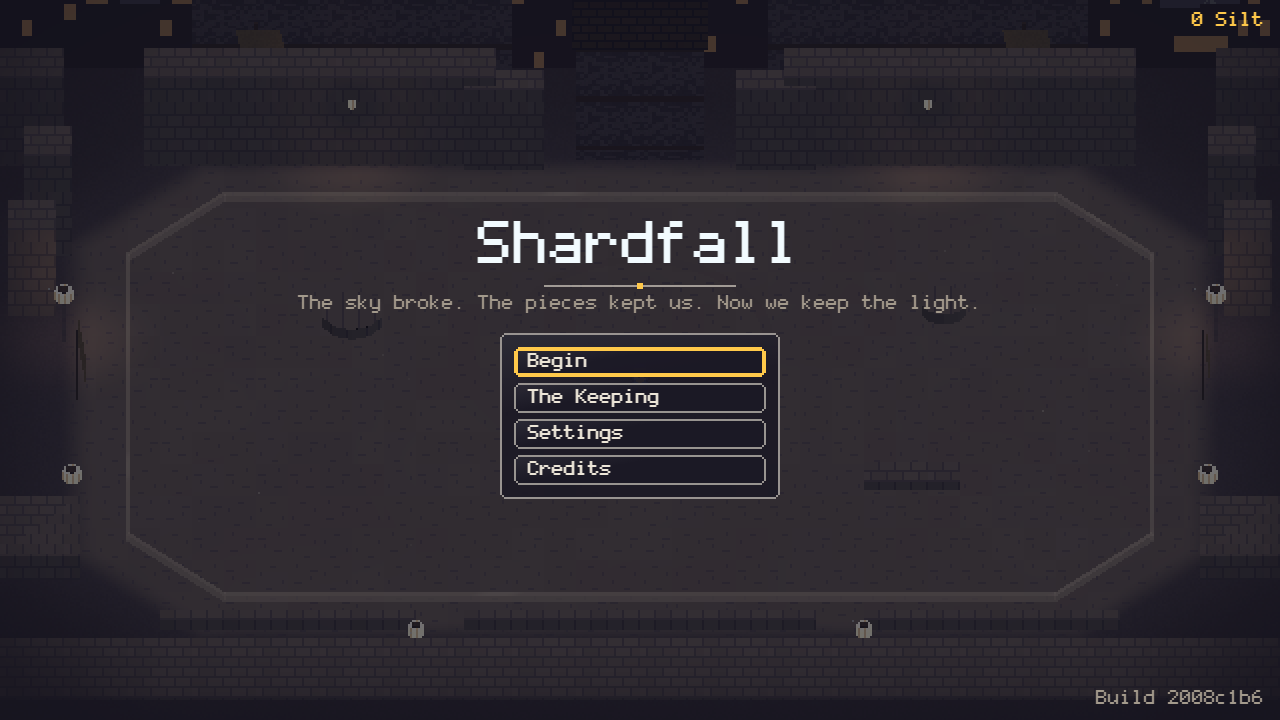 0 Silt
Shardfall
The sky broke. The pieces kept us. Now we keep the light.
Begin
The Keeping
Settings
Credits
Build 2008c1b6